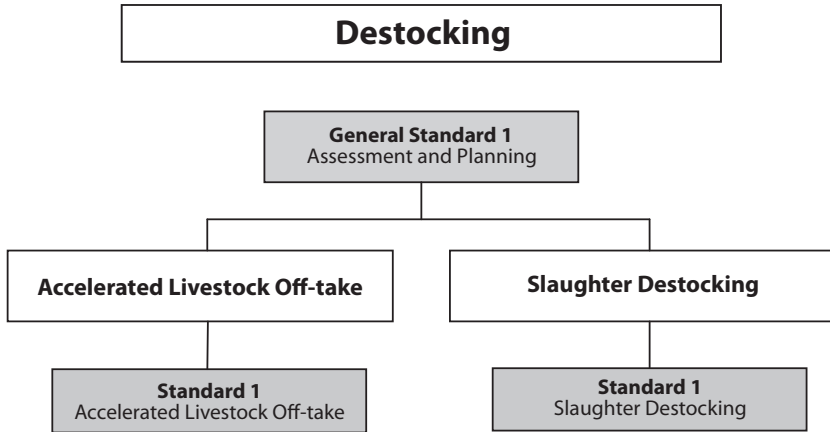 Destocking
General Standard 1
Assessment and Planning
Accelerated Livestock Off-take
Slaughter Destocking
Standard 1
Accelerated Livestock Off-take
Standard 1
Slaughter Destocking